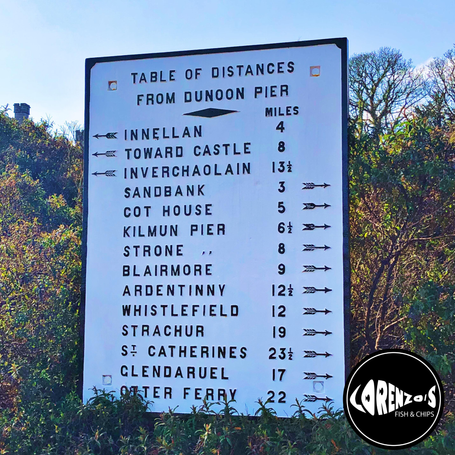 TABLE OF DISTANCES
FROM DUNOON PIER
MILES
INNELLAN 4
TOWARD CASTLE 8
INVERCHAOLAIN 13½
SANDBANK 3
COT HOUSE 5
KILMUN PIER 6½
STRONE ,, 8
BLAIRMORE 9
ARDENTINNY 12½
WHISTLEFIELD 12
STRACHUR 19
ST CATHERINES 23½
GLENDARUEL 17
OTTER FERRY 22
LORENZO'S
FISH & CHIPS